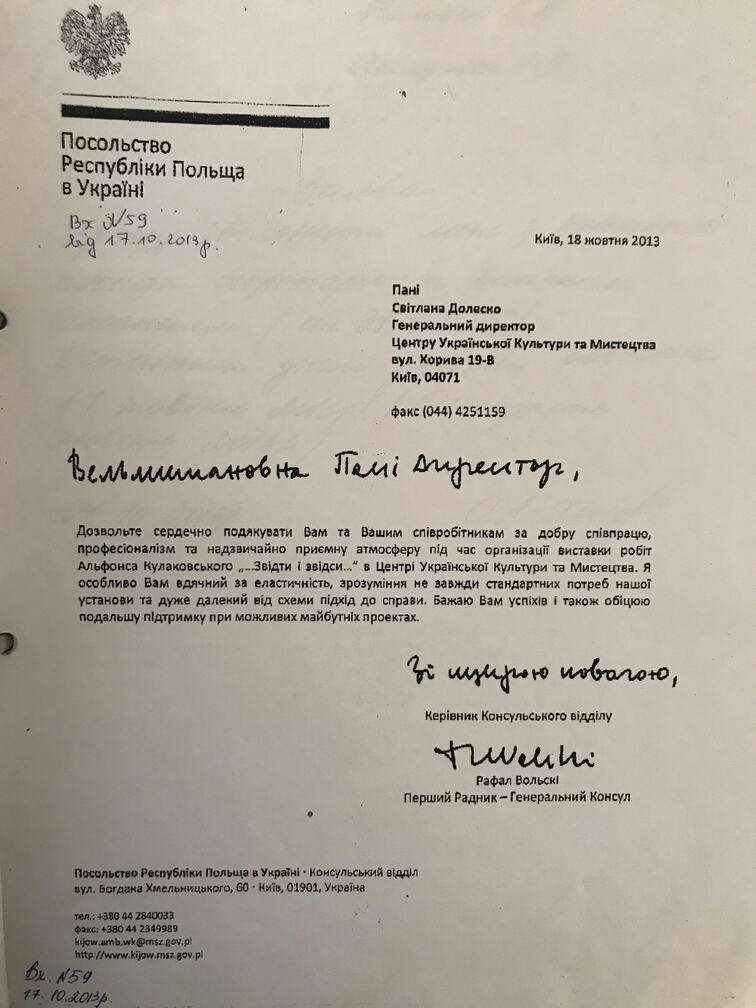 Посольство
Республіки Польща
в Україні
Вх №59
від 17.10.2013р.
Київ, 18 жовтня 2013
Пані
Світлана Долеско
Генеральний директор
Центру Української Культури та Мистецтва
вул. Хорива 19-В
Київ, 04071
факс (044) 4251159
Вельмишановна Пані Директор,
Дозвольте сердечно подякувати Вам та Вашим співробітникам за добру співпрацю,
професіоналізм та надзвичайно приємну атмосферу під час організації виставки робіт
Альфонса Кулаковського „...Звідти і звідси..." в Центрі Української Культури та Мистецтва. Я
особливо Вам вдячний за еластичність, зрозуміння не завжди стандартних потреб нашої
установи та дуже далекий від схеми підхід до справи. Бажаю Вам успіхів і також обіцюю
подальшу підтримку при можливих майбутніх проектах.
Зі щирою повагою,
Керівник Консульського відділу
Рафал Вольскі
Перший Радник – Генеральний Консул
Посольство Республіки Польща в Україні · Консульський відділ
вул. Богдана Хмельницького, 60 · Київ, 01901, Україна
тел.: +380 44 2840033
факс: +380 44 2349989
kijow.amb.wk@msz.gov.pl
http://www.kijow.msz.gov.pl
Вх. №59
17. 10.2013р.